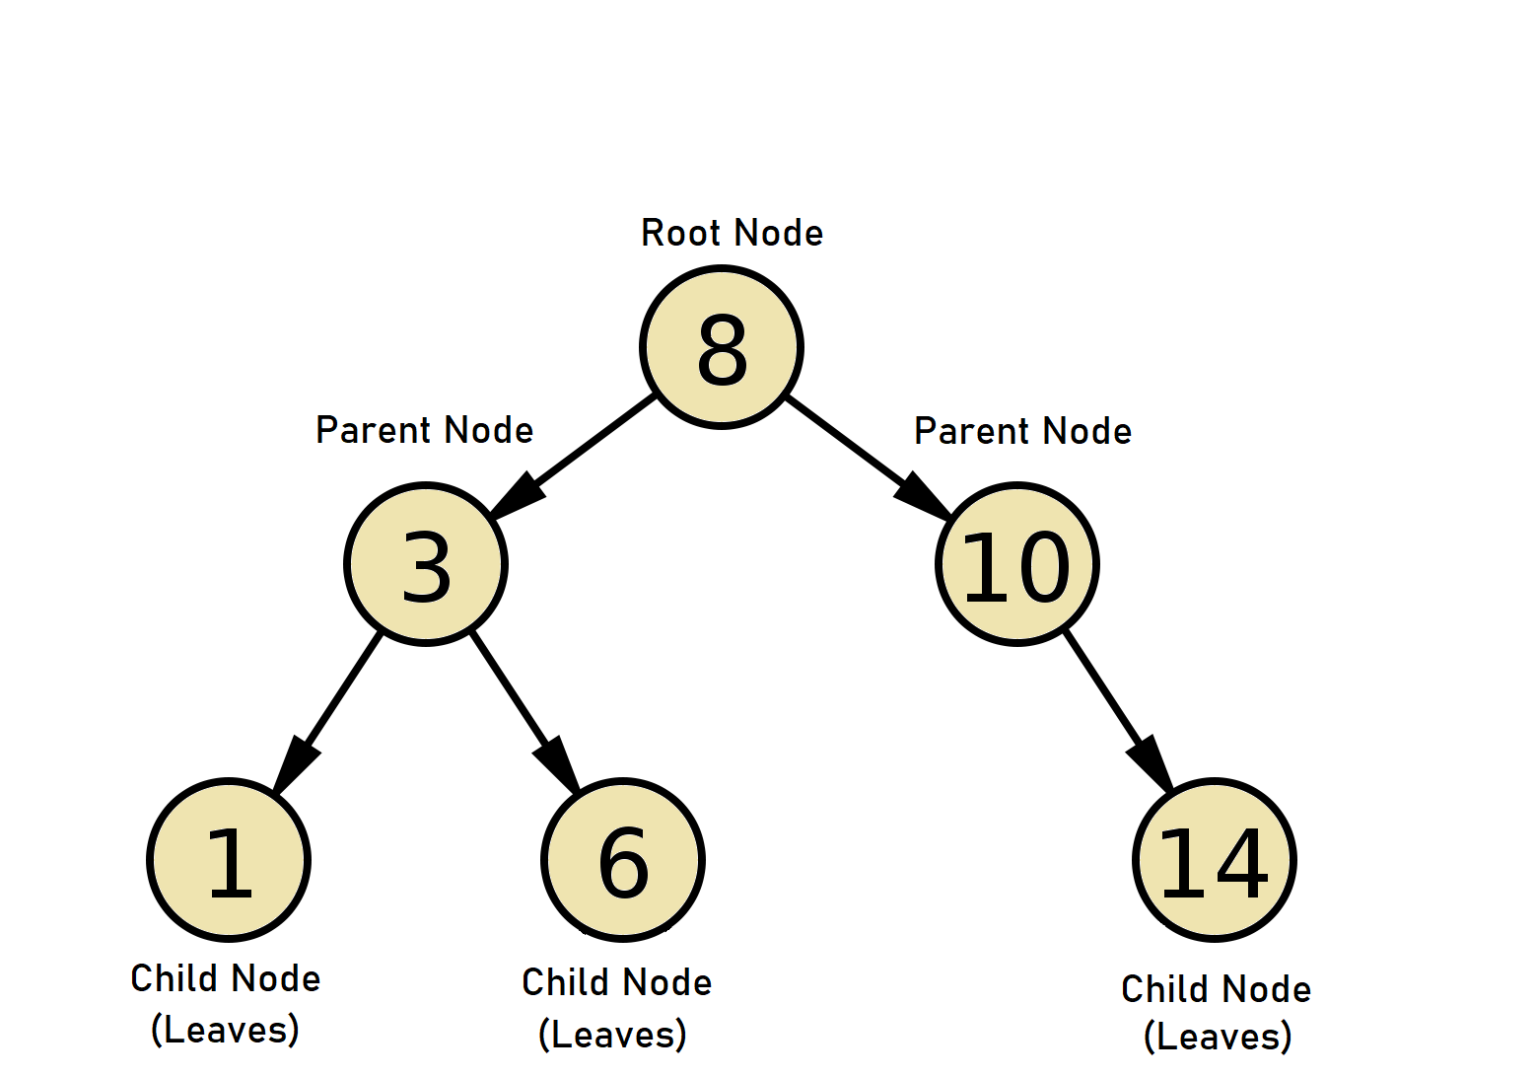 Root Node
8
Parent Node
Parent Node
3
10
1
6
14
Child Node
(Leaves)
Child Node
(Leaves)
Child Node
(Leaves)